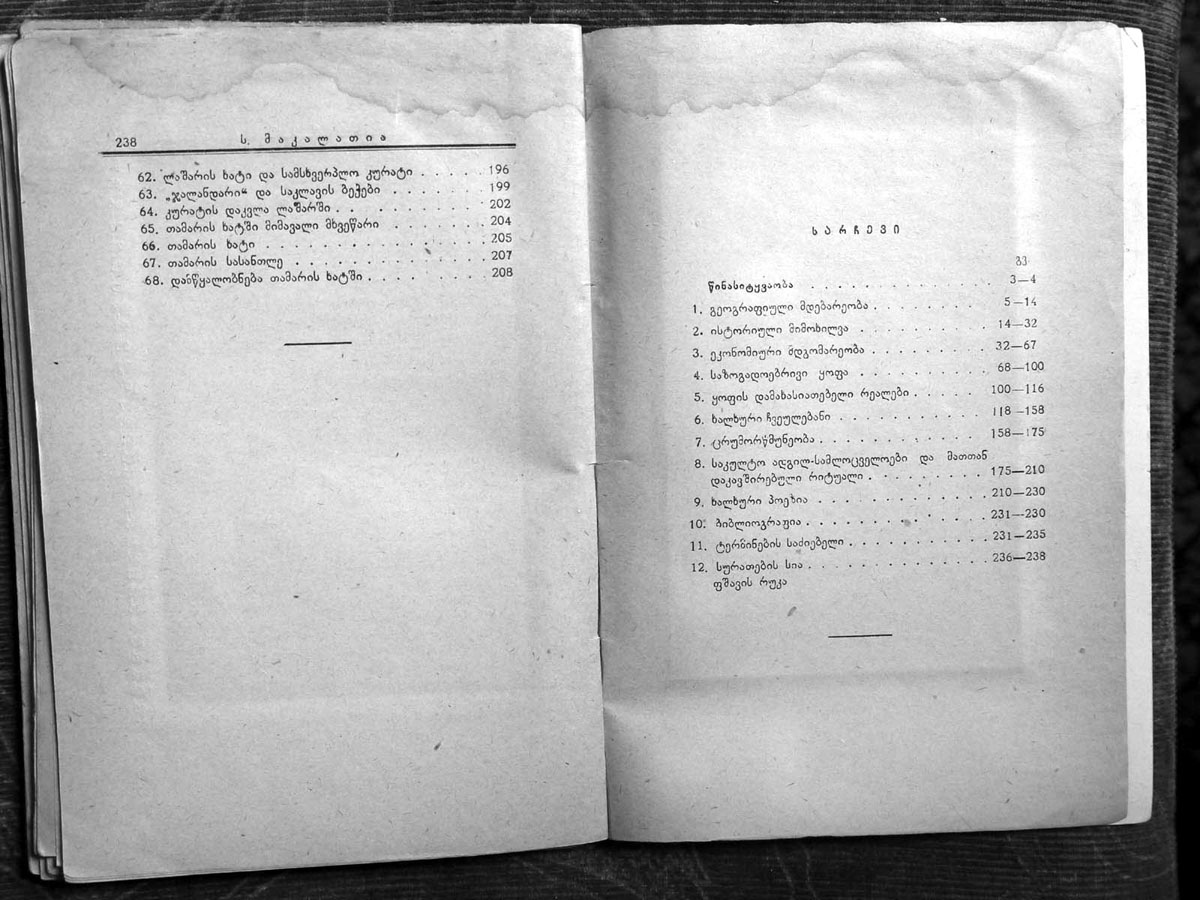 238 ს. მაკალათია
62. ლაშარის ხატი და სამსხვერპლო კურატი . . . . . 196
63. „ჯალანდარი“ და საკლავის ბეჭები . . . . . . . 199
64. კურატის დაკვლა ლაშარში . . . . . . . . . . 202
65. თამარის ხატში მიმავალი მხვეწარი . . . . . . . 204
66. თამარის ხატი . . . . . . . . . . . . . . . 205
67. თამარის სასანთლე . . . . . . . . . . . . . 207
68. დაწყალობნება თამარის ხატში . . . . . . . . . 208
სარჩევი
გვ
წინასიტყვაობა . . . . . . . . . . . . . 3—4
1. გეოგრაფიული მდებარეობა . . . . . . . . . 5—14
2. ისტორიული მიმოხილვა . . . . . . . . . . 14—32
3. ეკონომიური მდგომარეობა . . . . . . . . . 32—67
4. საზოგადოებრივი ყოფა . . . . . . . . . . 68—100
5. ყოფის დამახასიათებელი რეალები . . . . . . 100—116
6. ხალხური ჩვეულებანი . . . . . . . . . . . 118—158
7. ცრუმორწმუნეობა . . . . . . . . . . . . 158—175
8. საკულტო ადგილ-სამლოცველოები და მათთან
დაკავშირებული რიტუალი . . . . . . . . . 175—210
9. ხალხური პოეზია . . . . . . . . . . . . 210—230
10. ბიბლიოგრაფია . . . . . . . . . . . . . 231—230
11. ტერმინების საძიებელი . . . . . . . . . . 231—235
12. სურათების სია . . . . . . . . . . . . . 236—238
ფშავის რუკა